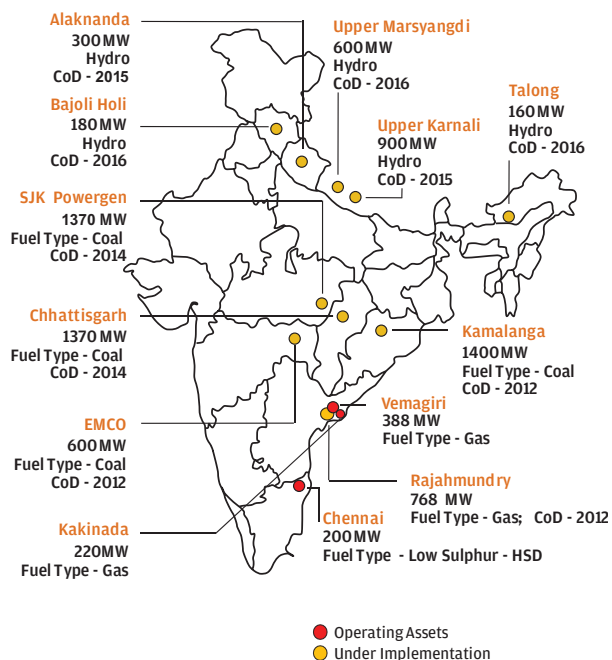 Alaknanda
300MW
Hydro
CoD - 2015
Bajoli Holi
180MW
Hydro
CoD - 2016
SJK Powergen
1370 MW
Fuel Type - Coal
CoD - 2014
Chhattisgarh
1370MW
Fuel Type - Coal
CoD - 2014
EMCO
600MW
Fuel Type - Coal
CoD - 2012
Kakinada
220MW
Fuel Type - Gas
Upper Marsyangdi
600MW
Hydro
CoD - 2016
Upper Karnali
900MW
Hydro
CoD - 2015
Talong
160MW
Hydro
CoD - 2016
Kamalanga
1400MW
Fuel Type - Coal
CoD - 2012
Vemagiri
388 MW
Fuel Type - Gas
Rajahmundry
768 MW
Fuel Type - Gas; CoD - 2012
Chennai
200MW
Fuel Type - Low Sulphur - HSD
Operating Assets
Under Implementation